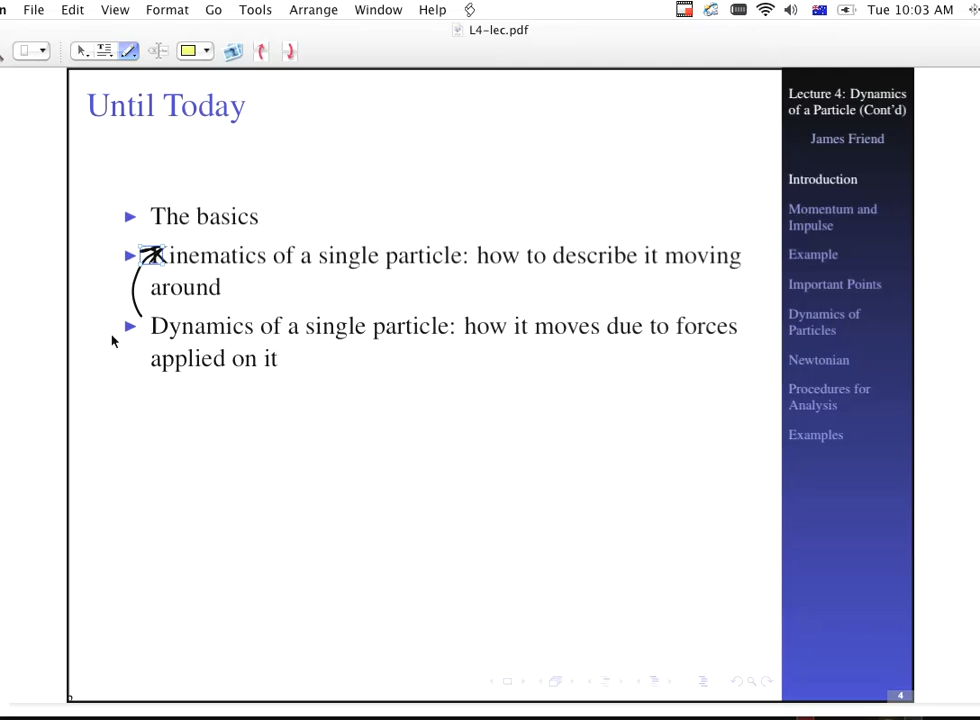 File Edit View Format Go Tools Arrange Window Help Tue 10:03 AM
L4-lec.pdf
Until Today
The basics
Kinematics of a single particle: how to describe it moving
around
Dynamics of a single particle: how it moves due to forces
applied on it
Lecture 4: Dynamics
of a Particle (Cont'd)
James Friend
Introduction
Momentum and
Impulse
Example
Important Points
Dynamics of
Particles
Newtonian
Procedures for
Analysis
Examples
4